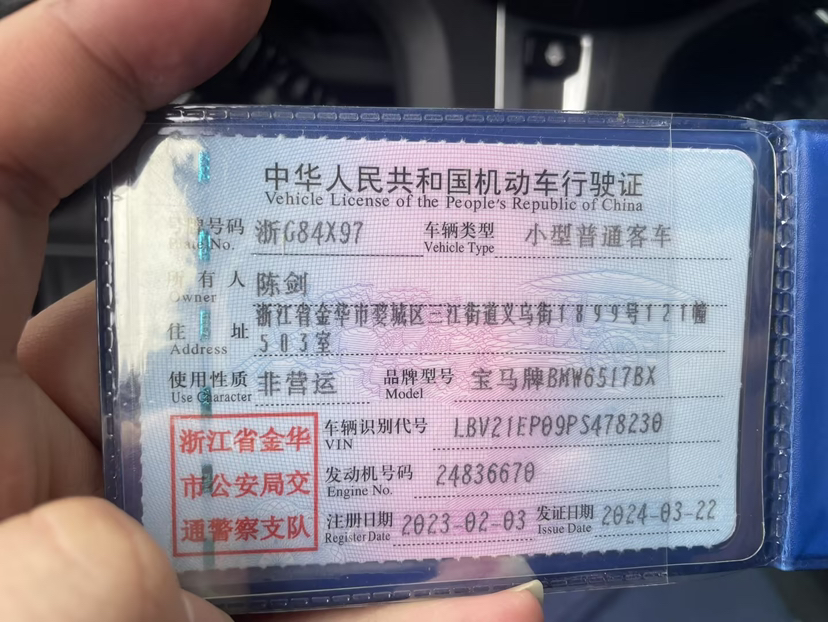 中华人民共和国机动车行驶证
Vehicle License of the People's Republic of China
号牌号码 浙G84X97 车辆类型 小型普通客车
Plate No. Vehicle Type
所有人 陈剑
Owner
住址 浙江省金华市婺城区三江街道义乌街1899号121幢
Address 503室
使用性质 非营运 品牌型号 宝马牌BMW6517BX
Use Character Model
浙江省金华
市公安局交
通警察支队
车辆识别代号 LBV21EP09PS478230
VIN
发动机号码 24836670
Engine No.
注册日期 2023-02-03 发证日期 2024-03-22
Register Date Issue Date